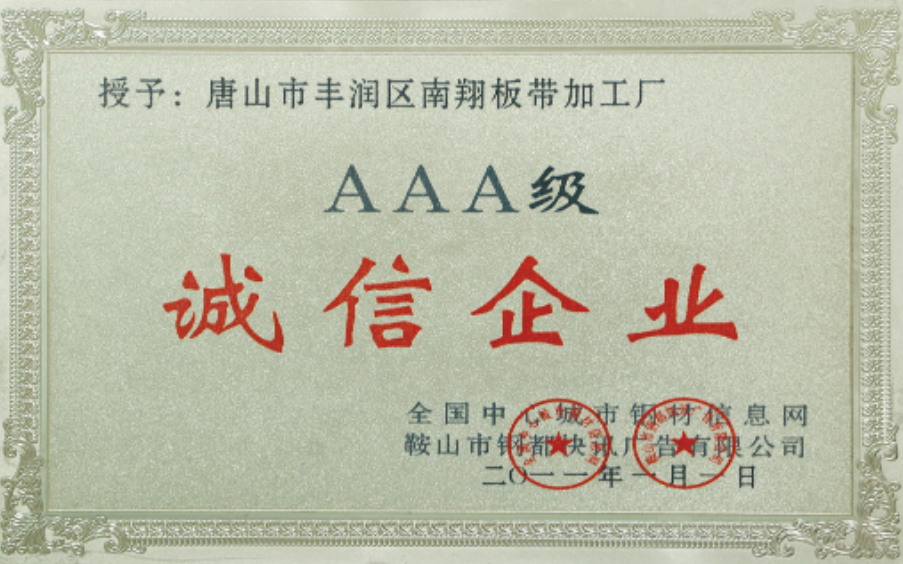 授予：唐山市丰润区南翔板带加工厂
AAA级
诚信企业
全国中心城市钢材信息网
鞍山市钢都快讯广告有限公司
二〇一一年一月一日